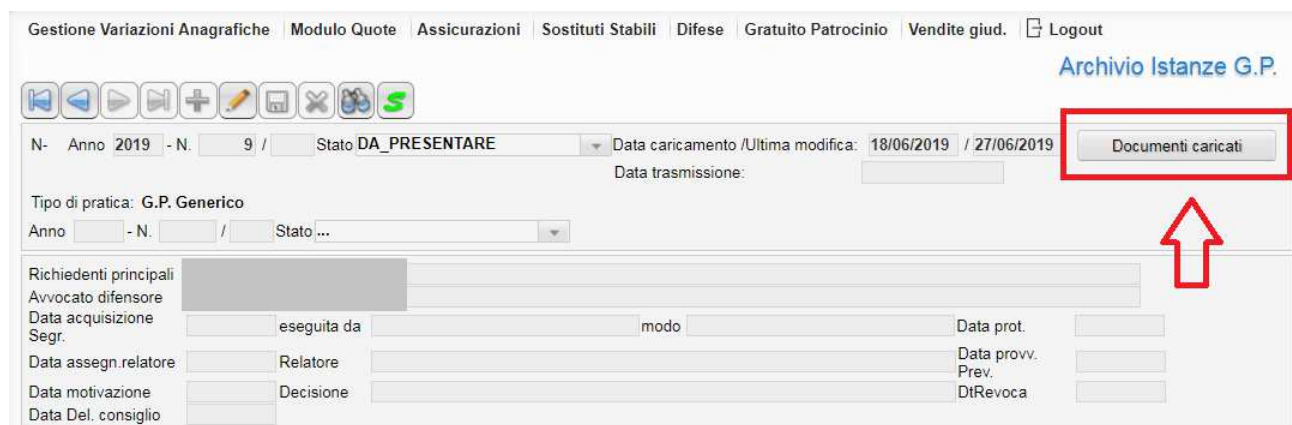 Gestione Variazioni Anagrafiche Modulo Quote Assicurazioni Sostituti Stabili Difese Gratuito Patrocinio Vendite giud. Logout
Archivio Istanze G.P.
S
N- Anno 2019 - N. 9 / Stato DA_PRESENTARE Data caricamento /Ultima modifica: 18/06/2019 / 27/06/2019 Documenti caricati
Data trasmissione:
Tipo di pratica: G.P. Generico
Anno - N. / Stato ...
Richiedenti principali
Avvocato difensore
Data acquisizione Segr. eseguita da modo Data prot.
Data assegn.relatore Relatore Data provv. Prev.
Data motivazione Decisione DtRevoca
Data Del. consiglio